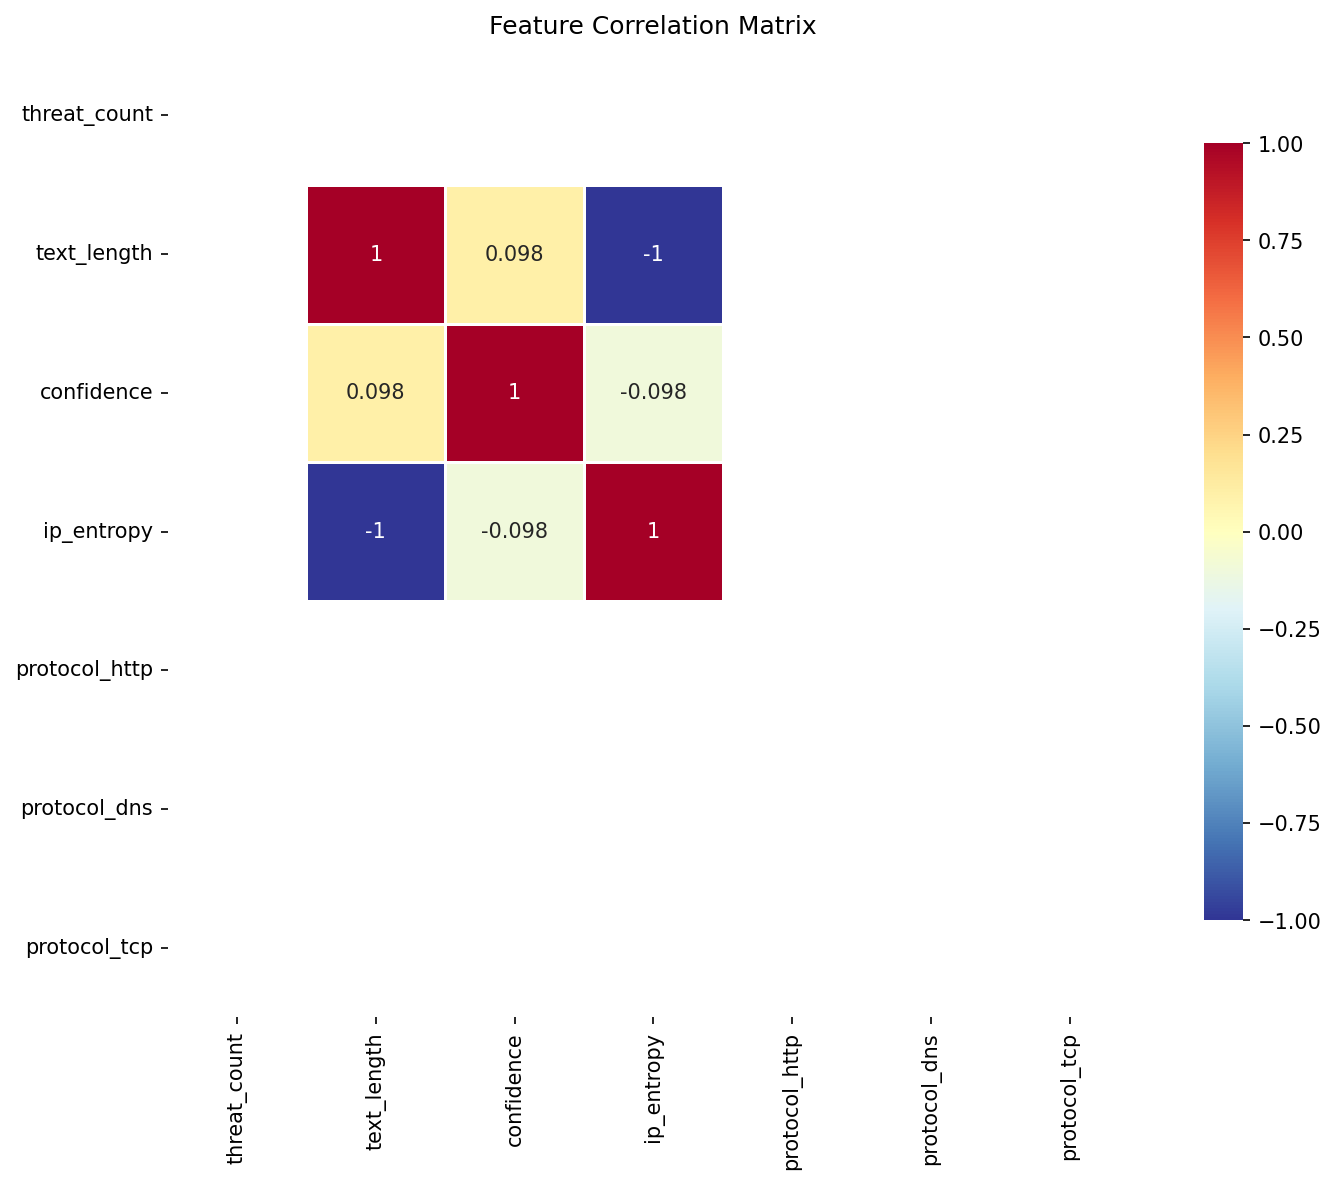 Feature Correlation Matrix
threat_count
text_length
1 0.098 -1
confidence
0.098 1 -0.098
ip_entropy
-1 -0.098 1
protocol_http
protocol_dns
protocol_tcp
threat_count
text_length
confidence
ip_entropy
protocol_http
protocol_dns
protocol_tcp
1.00
0.75
0.50
0.25
0.00
−0.25
−0.50
−0.75
−1.00